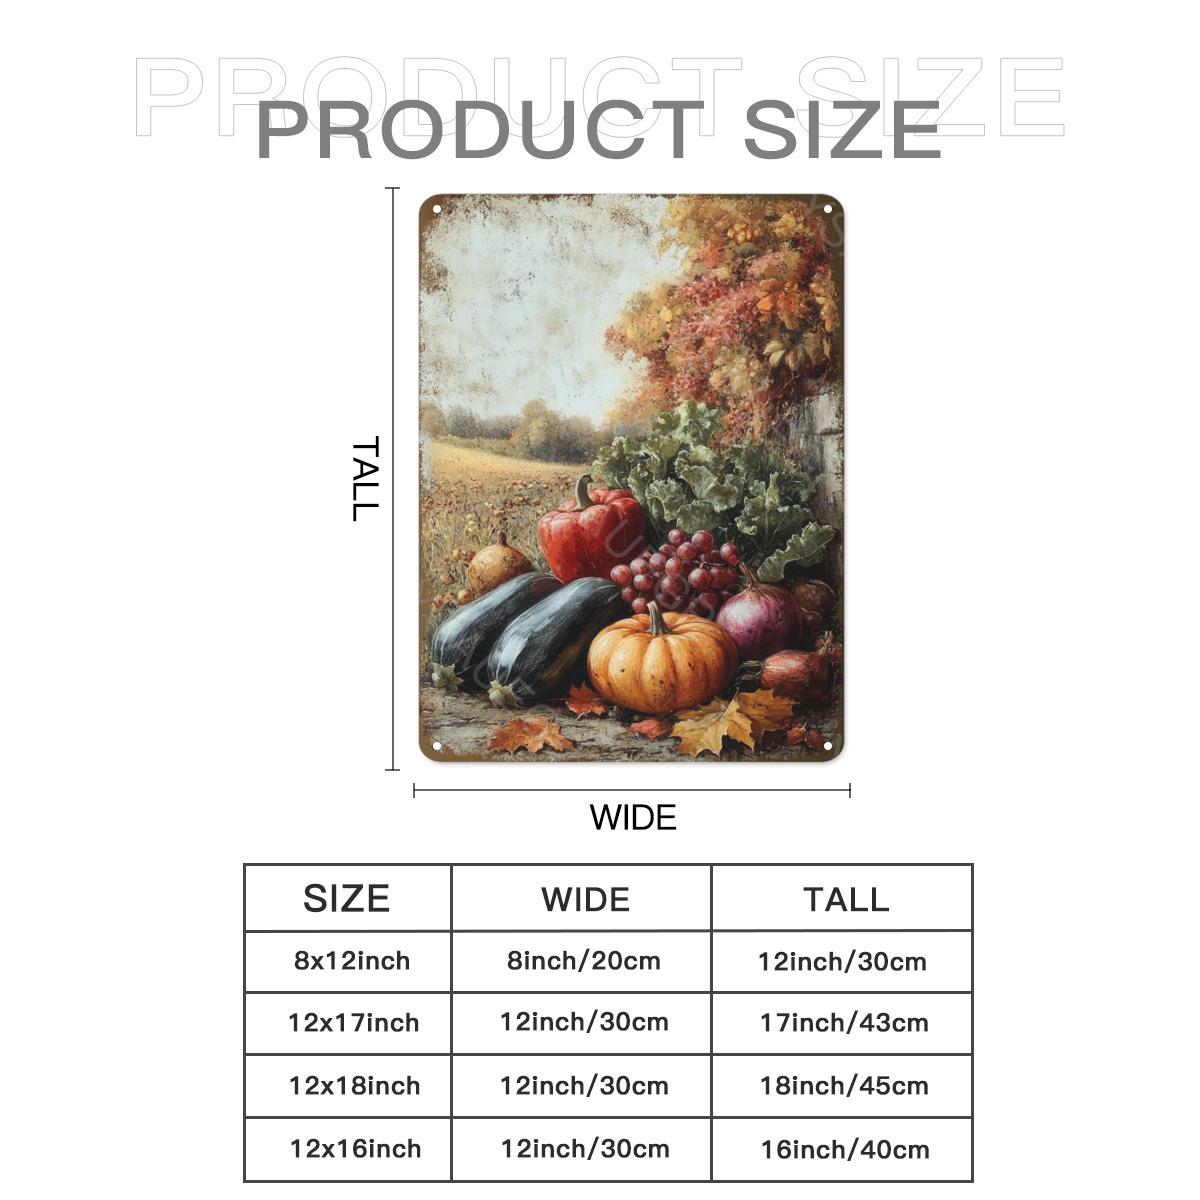 PRODUCT SIZE
PRODUCT SIZE
TALL
WIDE
SIZE WIDE TALL
8x12inch 8inch/20cm 12inch/30cm
12x17inch 12inch/30cm 17inch/43cm
12x18inch 12inch/30cm 18inch/45cm
12x16inch 12inch/30cm 16inch/40cm